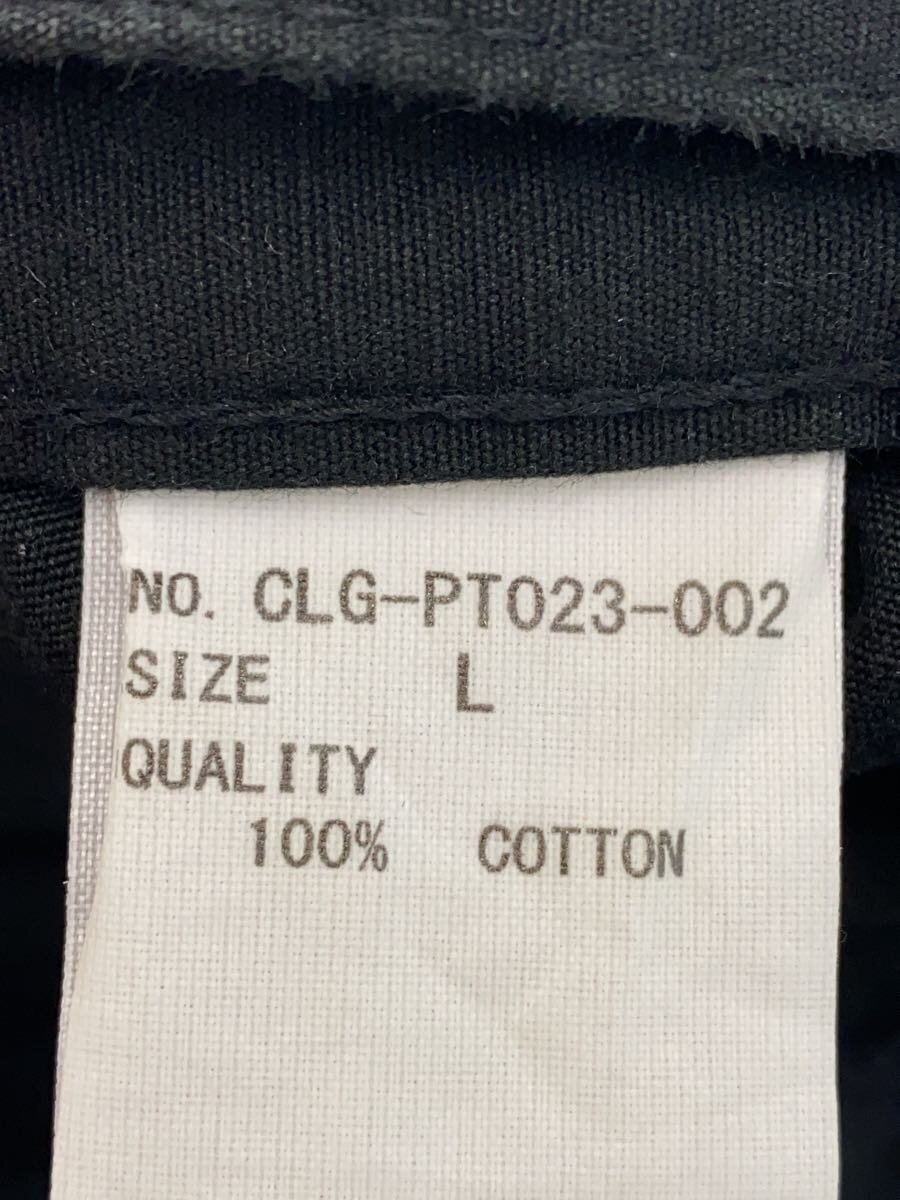 NO. CLG-PT023-002
SIZE L
QUALITY
100% COTTON